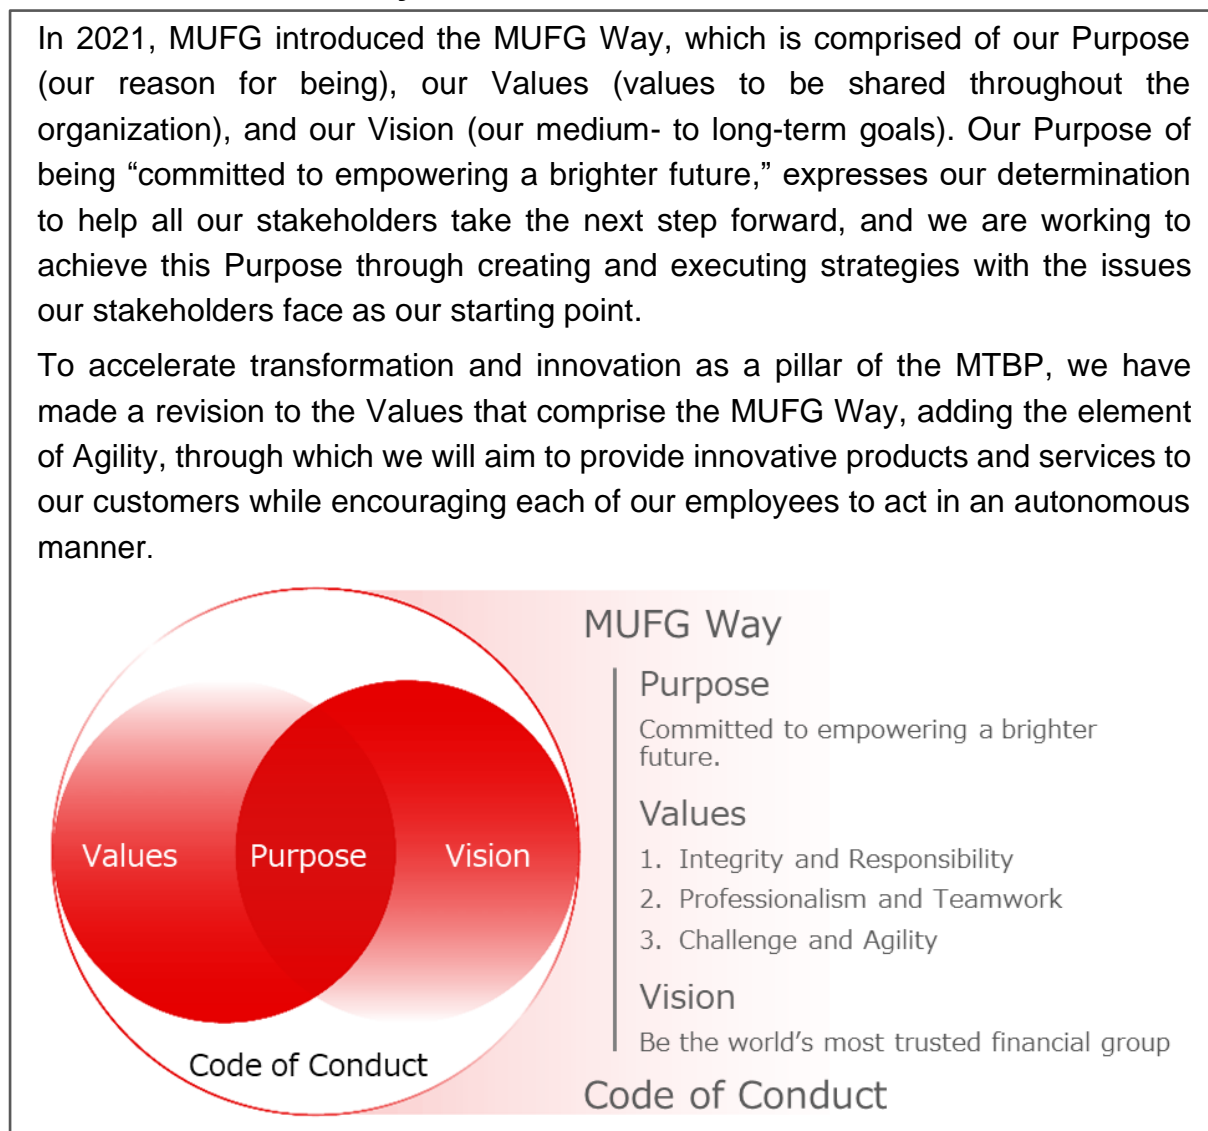 In 2021, MUFG introduced the MUFG Way, which is comprised of our Purpose
(our reason for being), our Values (values to be shared throughout the
organization), and our Vision (our medium- to long-term goals). Our Purpose of
being “committed to empowering a brighter future,” expresses our determination
to help all our stakeholders take the next step forward, and we are working to
achieve this Purpose through creating and executing strategies with the issues
our stakeholders face as our starting point.
To accelerate transformation and innovation as a pillar of the MTBP, we have
made a revision to the Values that comprise the MUFG Way, adding the element
of Agility, through which we will aim to provide innovative products and services to
our customers while encouraging each of our employees to act in an autonomous
manner.
Values
Purpose
Vision
Code of Conduct
MUFG Way
Purpose
Committed to empowering a brighter
future.
Values
1. Integrity and Responsibility
2. Professionalism and Teamwork
3. Challenge and Agility
Vision
Be the world’s most trusted financial group
Code of Conduct